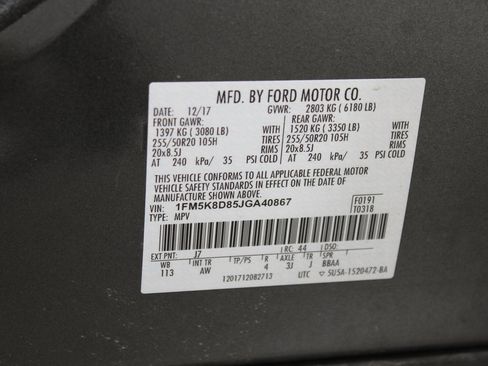 MFD. BY FORD MOTOR CO.
DATE: 12/17 GVWR: 2803 KG ( 6180 LB)
FRONT GAWR: REAR GAWR:
1397 KG ( 3080 LB) WITH 1520 KG ( 3350 LB) WITH
255/50R20 105H TIRES 255/50R20 105H TIRES
20x8.5J RIMS 20x8.5J RIMS
AT 240 kPa/ 35 PSI COLD AT 240 kPa/ 35 PSI COLD
THIS VEHICLE CONFORMS TO ALL APPLICABLE FEDERAL MOTOR
VEHICLE SAFETY STANDARDS IN EFFECT ON THE DATE OF MANUFACTURE
SHOWN ABOVE.
VIN: 1FM5K8D85JGA40867 F0191
TYPE: MPV T0318
EXT PNT: J7 RC: 44 DSO:
WB INT TR TP/PS R AXLE TR SPR
113 AW 4 3J J BBAA
1201712082713 UTC 5U5A-1520472-BA